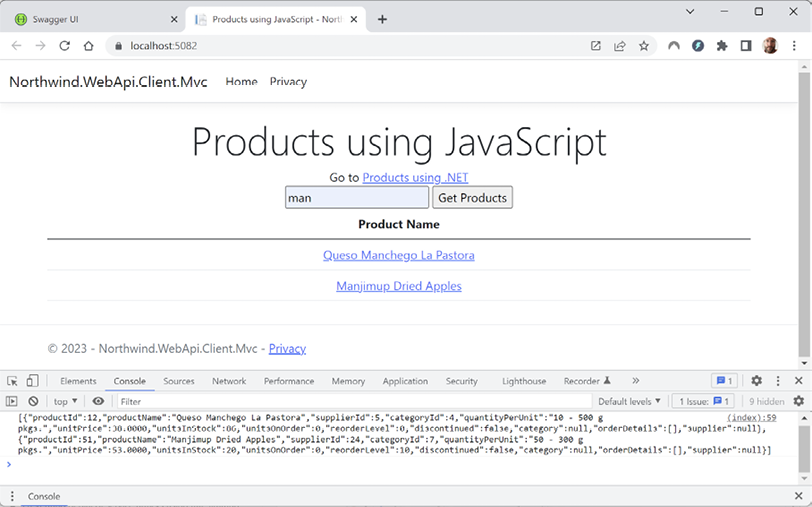 Swagger UI
Products using JavaScript - Nort
localhost:5082
Northwind.WebApi.Client.Mvc Home Privacy
Products using JavaScript
Go to Products using .NET
man Get Products
Product Name
Queso Manchego La Pastora
Manjimup Dried Apples
© 2023 - Northwind.WebApi.Client.Mvc - Privacy
Elements Console Sources Network Performance Memory Application Security Lighthouse Recorder 1
top Filter Default levels 1 Issue: 1 9 hidden
[{"productId":12,"productName":"Queso Manchego La Pastora","supplierId":5,"categoryId":4,"quantityPerUnit":"10 - 500 g (index):59
pkgs.","unitPrice":38.0000,"unitsInStock":86,"unitsOnOrder":0,"reorderLevel":0,"discontinued":false,"category":null,"orderDetails":[],"supplier":null},
{"productId":51,"productName":"Manjimup Dried Apples","supplierId":24,"categoryId":7,"quantityPerUnit":"50 - 300 g
pkgs.","unitPrice":53.0000,"unitsInStock":20,"unitsOnOrder":0,"reorderLevel":10,"discontinued":false,"category":null,"orderDetails":[],"supplier":null}]
Console